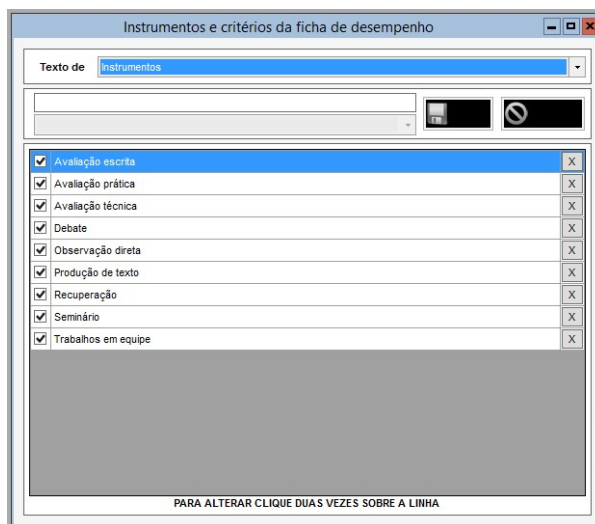 Instrumentos e critérios da ficha de desempenho
Texto de Instrumentos
Avaliação escrita X
Avaliação prática X
Avaliação técnica X
Debate X
Observação direta X
Produção de texto X
Recuperação X
Seminário X
Trabalhos em equipe X
PARA ALTERAR CLIQUE DUAS VEZES SOBRE A LINHA